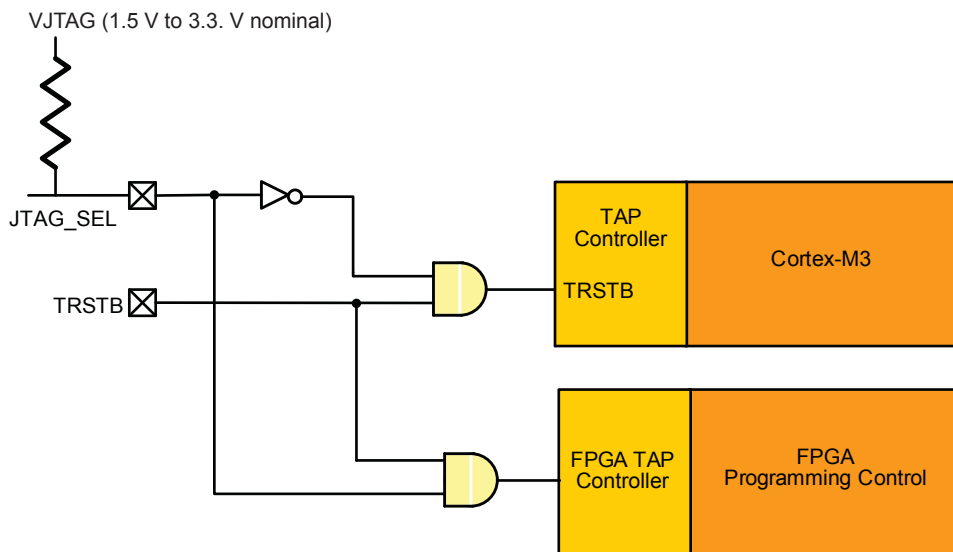 VJTAG (1.5 V to 3.3. V nominal)
JTAG_SEL
TRSTB
TAP
Controller
TRSTB
Cortex-M3
FPGA TAP
Controller
FPGA
Programming Control